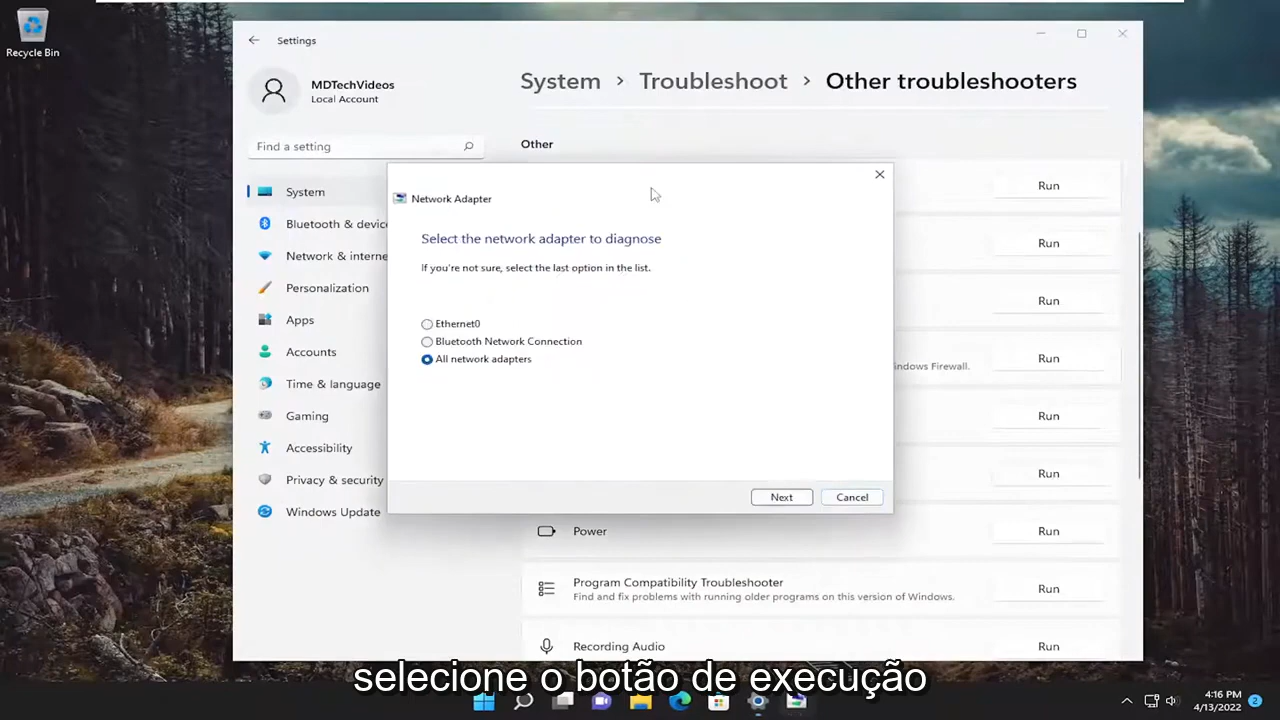 Recycle Bin
Settings
MDTechVideos
Local Account
Find a setting
System
Bluetooth & device
Network & interne
Personalization
Apps
Accounts
Time & language
Gaming
Accessibility
Privacy & security
Windows Update
System > Troubleshoot > Other troubleshooters
Other
Run
Run
Run
indows Firewall.
Run
Run
Run
Power
Run
Program Compatibility Troubleshooter
Find and fix problems with running older programs on this version of Windows.
Run
Recording Audio
Run
Network Adapter
Select the network adapter to diagnose
If you're not sure, select the last option in the list.
Ethernet0
Bluetooth Network Connection
All network adapters
Next
Cancel
selecione o botão de execução
4:16 PM
4/13/2022
2